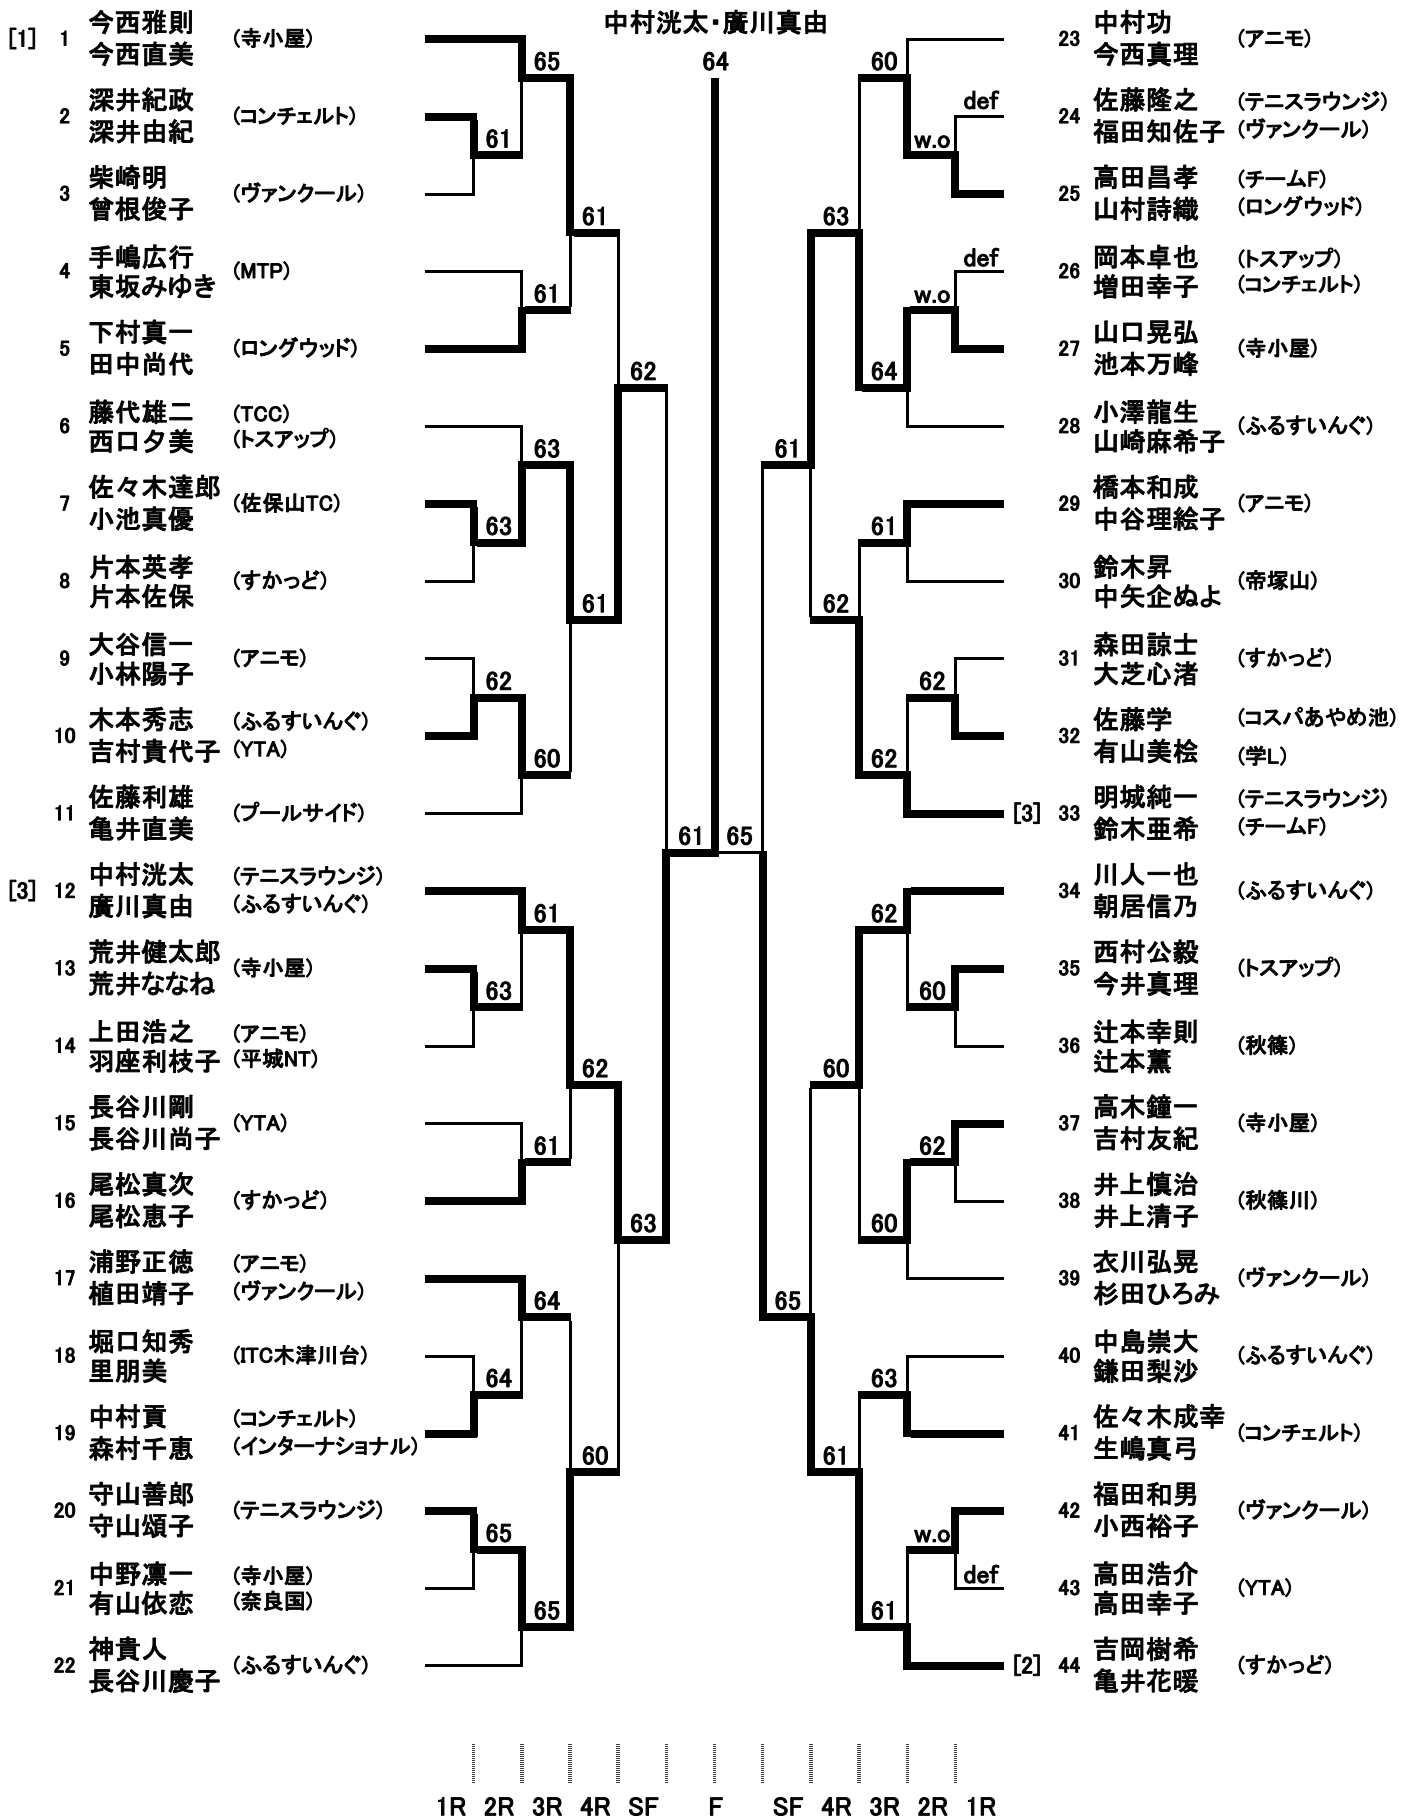 中村洸太・廣川真由
64
[1] 1 今西雅則 (寺小屋)
今西直美
65
2 深井紀政 (コンチェルト)
深井由紀
61
3 柴崎明 (ヴァンクール)
曾根俊子
61
4 手嶋広行 (MTP)
東坂みゆき
61
5 下村真一 (ロングウッド)
田中尚代
62
6 藤代雄二 (TCC)
西口夕美 (トスアップ)
63
7 佐々木達郎 (佐保山TC)
小池真優
63
8 片本英孝 (すかっど)
片本佐保
61
9 大谷信一 (アニモ)
小林陽子
62
10 木本秀志 (ふるすいんぐ)
吉村貴代子 (YTA)
60
11 佐藤利雄 (プールサイド)
亀井直美
61 65
[3] 12 中村洸太 (テニスラウンジ)
廣川真由 (ふるすいんぐ)
61
13 荒井健太郎 (寺小屋)
荒井ななね
63
14 上田浩之 (アニモ)
羽座利枝子 (平城NT)
62
15 長谷川剛 (YTA)
長谷川尚子
61
16 尾松真次 (すかっど)
尾松恵子
63
17 浦野正徳 (アニモ)
植田靖子 (ヴァンクール)
64
18 堀口知秀 (ITC木津川台)
里朋美
64
19 中村貢 (コンチェルト)
森村千恵 (インターナショナル)
60
20 守山善郎 (テニスラウンジ)
守山頌子
65
21 中野凛一 (寺小屋)
有山依恋 (奈良国)
65
22 神貴人 (ふるすいんぐ)
長谷川慶子
23 中村功 (アニモ)
今西真理
60
def
24 佐藤隆之 (テニスラウンジ)
福田知佐子 (ヴァンクール)
w.o
25 高田昌孝 (チームF)
山村詩織 (ロングウッド)
63
def
26 岡本卓也 (トスアップ)
増田幸子 (コンチェルト)
w.o
27 山口晃弘 (寺小屋)
池本万峰
64
28 小澤龍生 (ふるすいんぐ)
山崎麻希子
61
29 橋本和成 (アニモ)
中谷理絵子
61
30 鈴木昇 (帝塚山)
中矢企ぬよ
62
31 森田諒士 (すかっど)
大芝心渚
62
32 佐藤学 (コスパあやめ池)
有山美桧 (学L)
62
[3] 33 明城純一 (テニスラウンジ)
鈴木亜希 (チームF)
34 川人一也 (ふるすいんぐ)
朝居信乃
62
35 西村公毅 (トスアップ)
今井真理
60
36 辻本幸則 (秋篠)
辻本薫
60
37 高木鐘一 (寺小屋)
吉村友紀
62
38 井上慎治 (秋篠川)
井上清子
60
39 衣川弘晃 (ヴァンクール)
杉田ひろみ
65
40 中島崇大 (ふるすいんぐ)
鎌田梨沙
63
41 佐々木成幸 (コンチェルト)
生嶋真弓
61
42 福田和男 (ヴァンクール)
小西裕子
w.o
def
43 高田浩介 (YTA)
高田幸子
61
[2] 44 吉岡樹希 (すかっど)
亀井花暖
1R 2R 3R 4R SF F SF 4R 3R 2R 1R